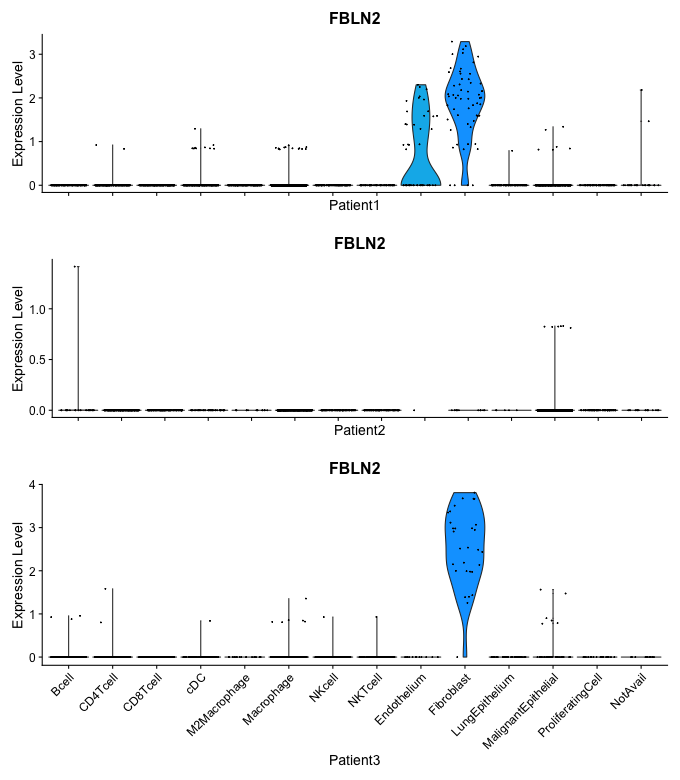 FBLN2
Expression Level
3
2
1
0
Patient1
FBLN2
Expression Level
1.0
0.5
0.0
Patient2
FBLN2
Expression Level
4
3
2
1
0
Bcell
CD4Tcell
CD8Tcell
cDC
M2Macrophage
Macrophage
NKcell
NKTcell
Endothelium
Fibroblast
LungEpithelium
MalignantEpithelial
ProliferatingCell
NotAvail
Patient3